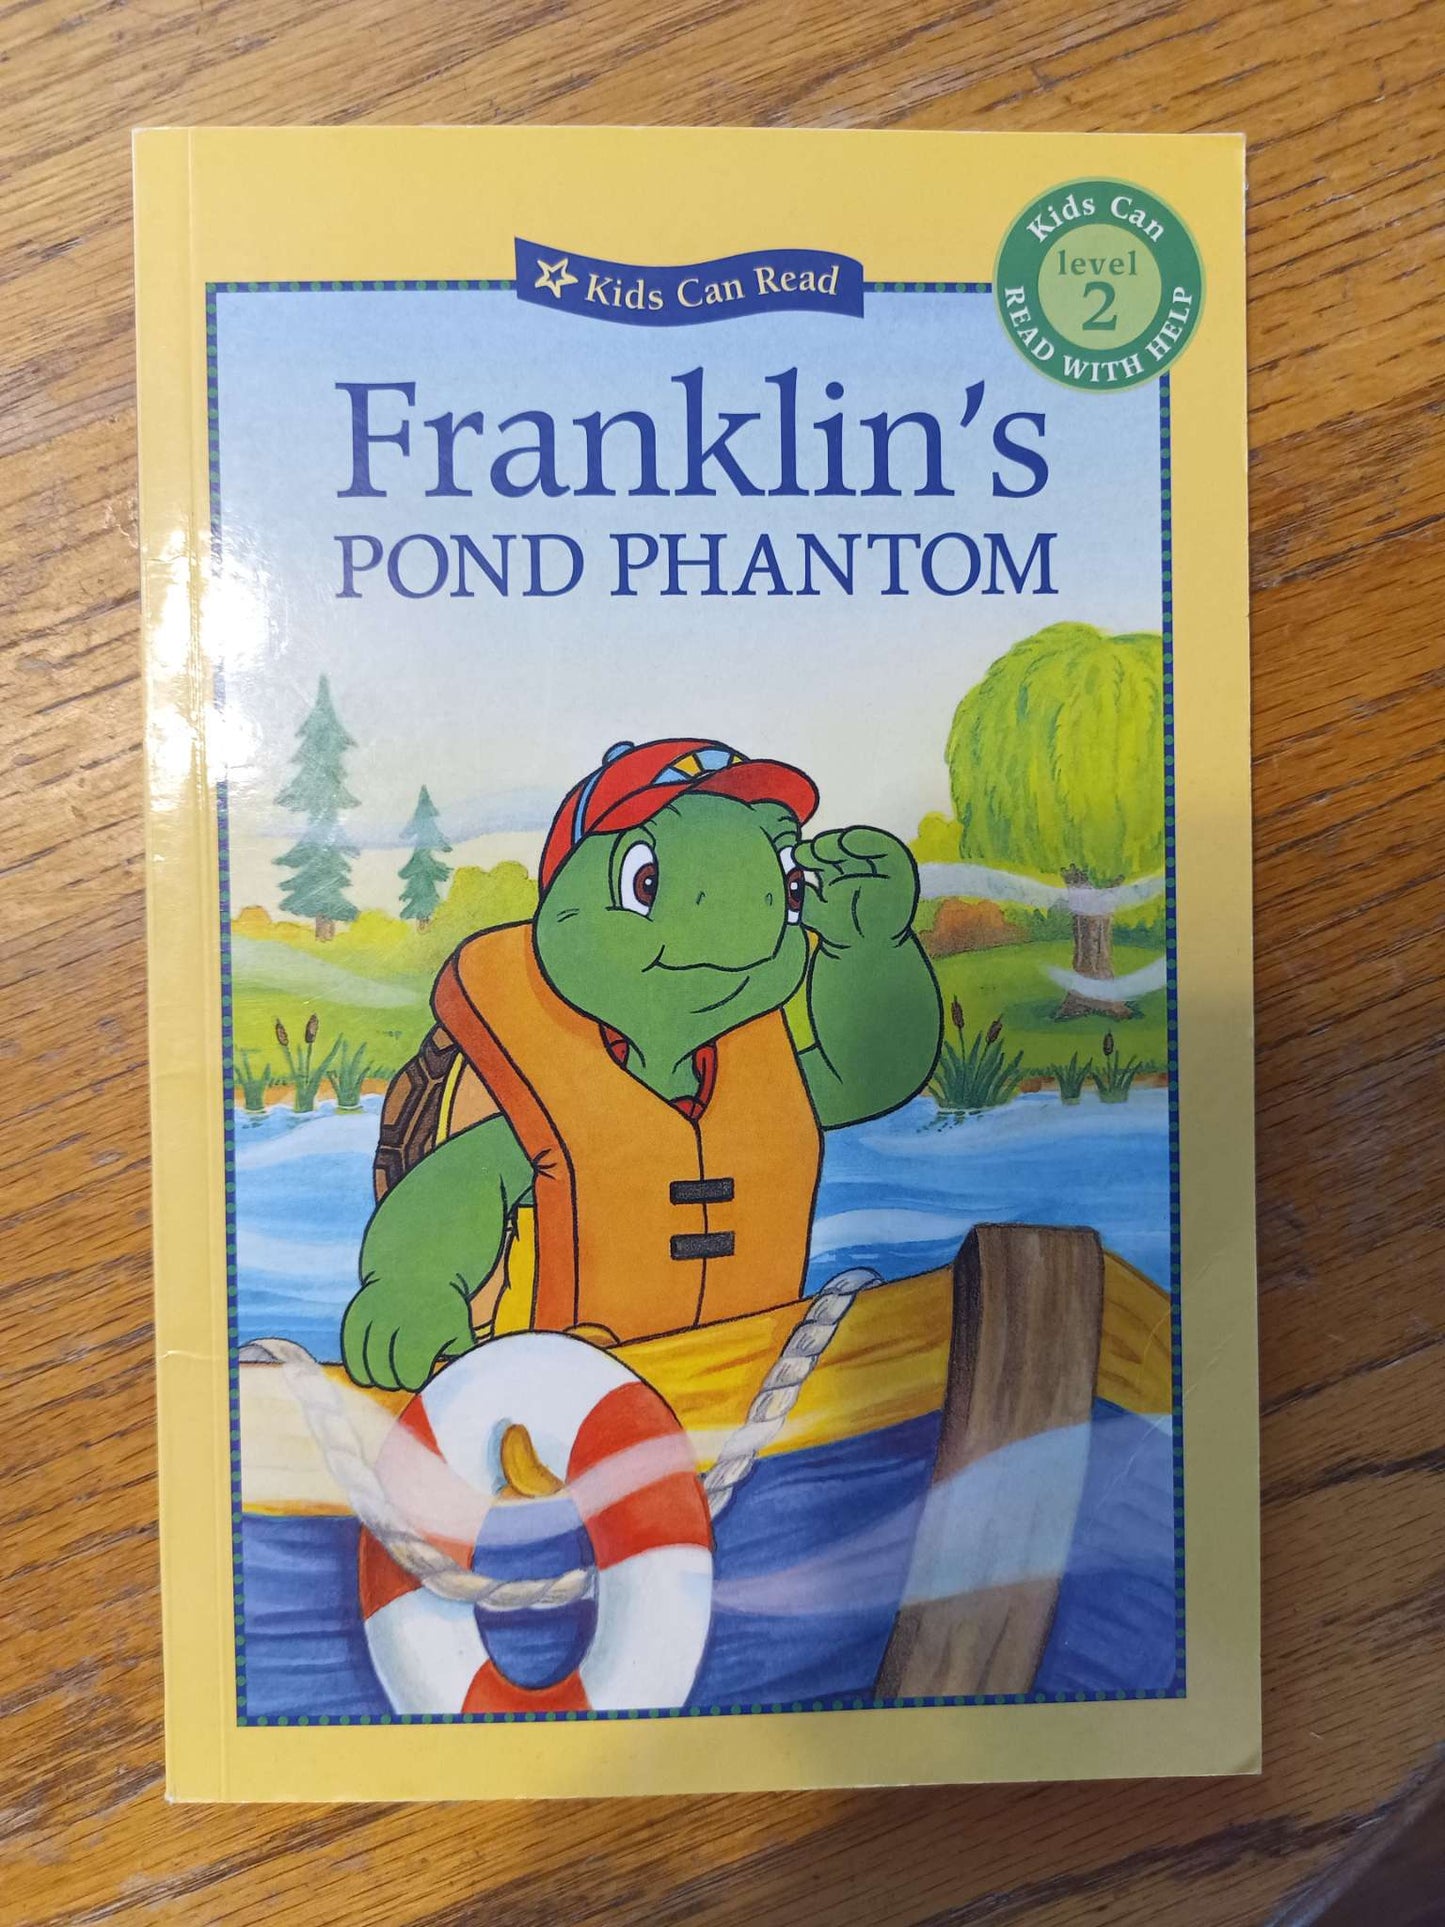 Kids Can Read
Kids Can
level
2
READ WITH HELP
Franklin's
POND PHANTOM